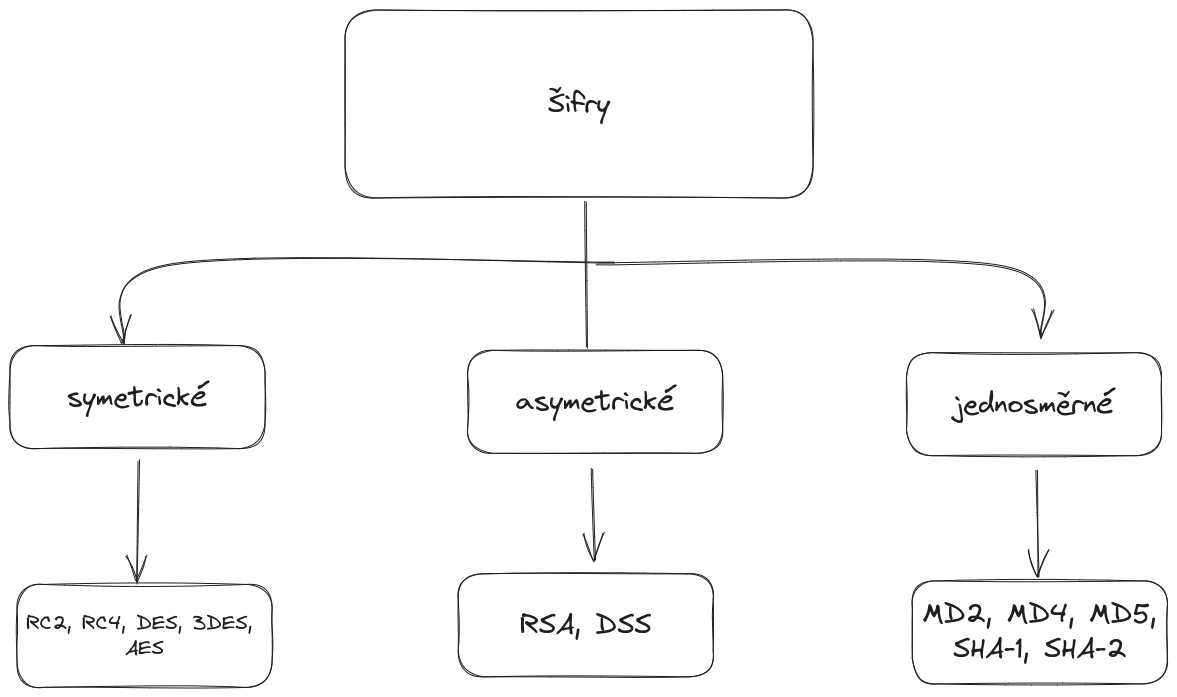 šifry
symetrické
asymetrické
jednosměrné
RC2, RC4, DES, 3DES,
AES
RSA, DSS
MD2, MD4, MD5,
SHA-1, SHA-2